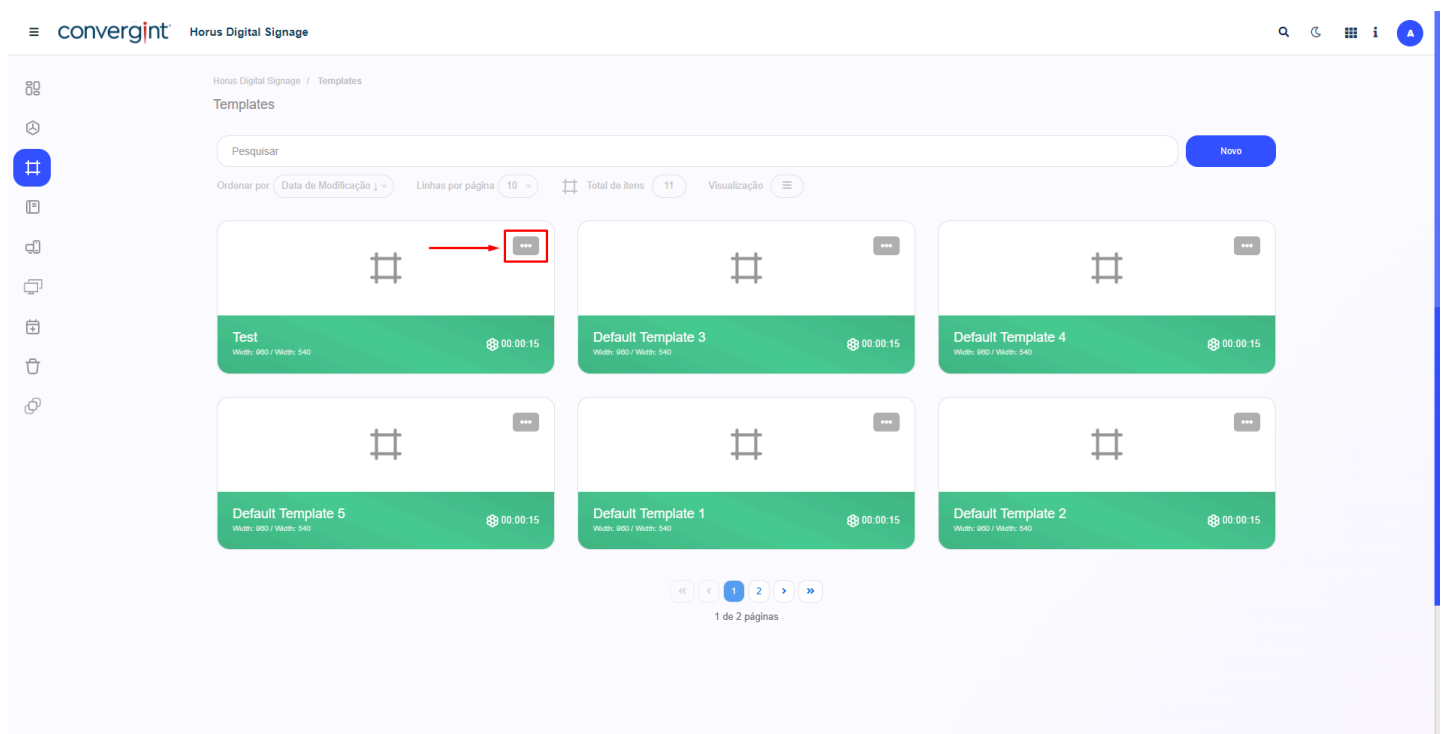 convergint Horus Digital Signage
A
Horus Digital Signage / Templates
Templates
Pesquisar
Novo
Ordenar por Data de Modificação ↓ Linhas por página 10 Total de itens 11 Visualização
Test
Width: 960 / Width: 540
00:00:15
Default Template 3
Width: 960 / Width: 540
00:00:15
Default Template 4
Width: 960 / Width: 540
00:00:15
Default Template 5
Width: 960 / Width: 540
00:00:15
Default Template 1
Width: 960 / Width: 540
00:00:15
Default Template 2
Width: 960 / Width: 540
00:00:15
« ‹ 1 2 › »
1 de 2 páginas